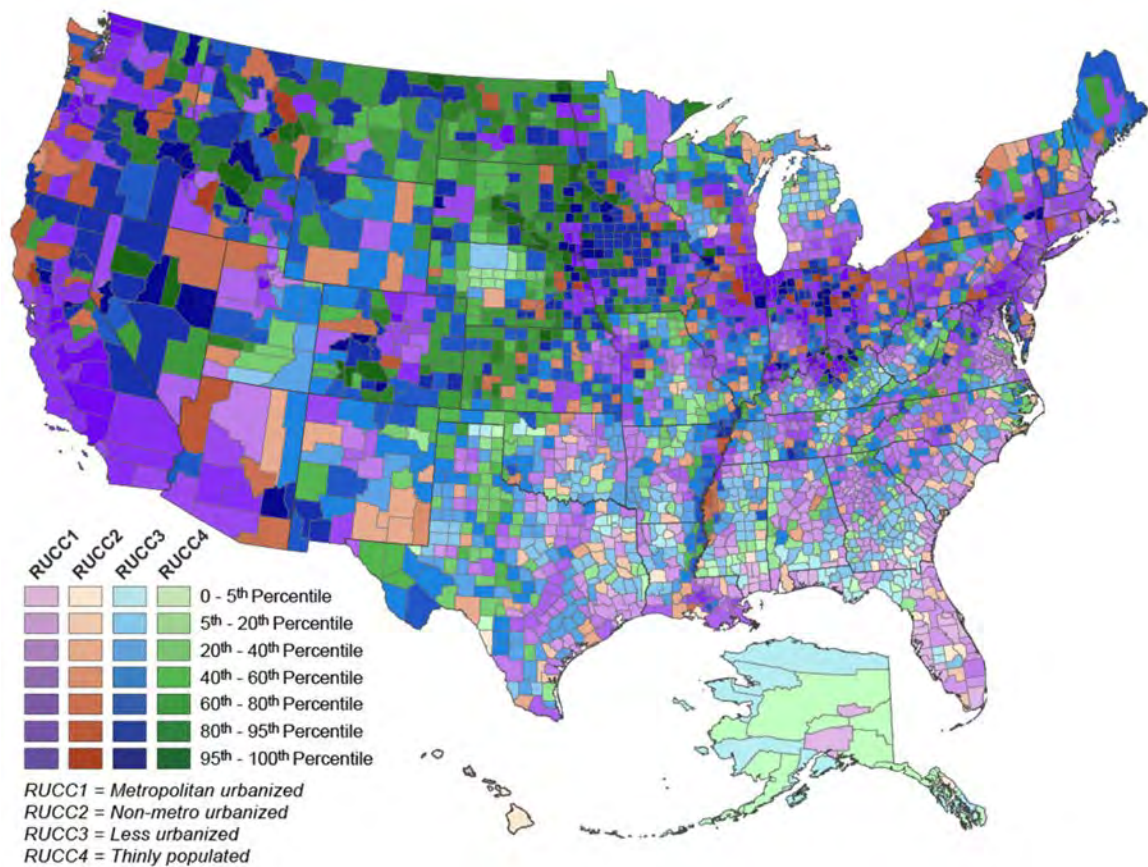 RUCC1 RUCC2 RUCC3 RUCC4
0 - 5th Percentile
5th - 20th Percentile
20th - 40th Percentile
40th - 60th Percentile
60th - 80th Percentile
80th - 95th Percentile
95th - 100th Percentile
RUCC1 = Metropolitan urbanized
RUCC2 = Non-metro urbanized
RUCC3 = Less urbanized
RUCC4 = Thinly populated